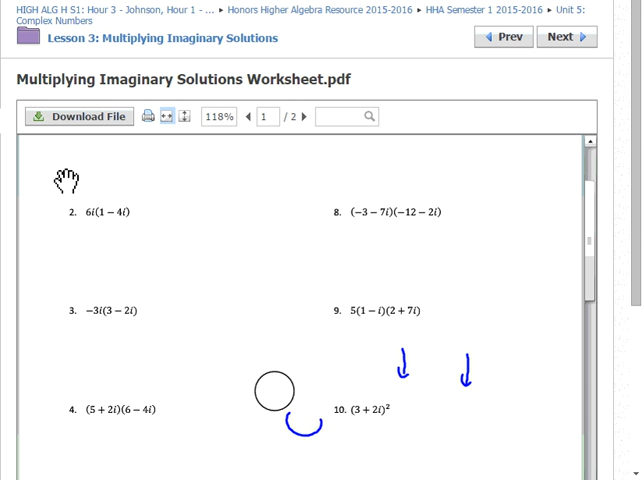 HIGH ALG H S1: Hour 3 - Johnson, Hour 1 - ... ▸ Honors Higher Algebra Resource 2015-2016 ▸ HHA Semester 1 2015-2016 ▸ Unit 5:
Complex Numbers
Lesson 3: Multiplying Imaginary Solutions
Prev
Next
Multiplying Imaginary Solutions Worksheet.pdf
Download File
118%
1 / 2
2. 6i(1 − 4i)
8. (−3 − 7i)(−12 − 2i)
3. −3i(3 − 2i)
9. 5(1 − i)(2 + 7i)
4. (5 + 2i)(6 − 4i)
10. (3 + 2i)²